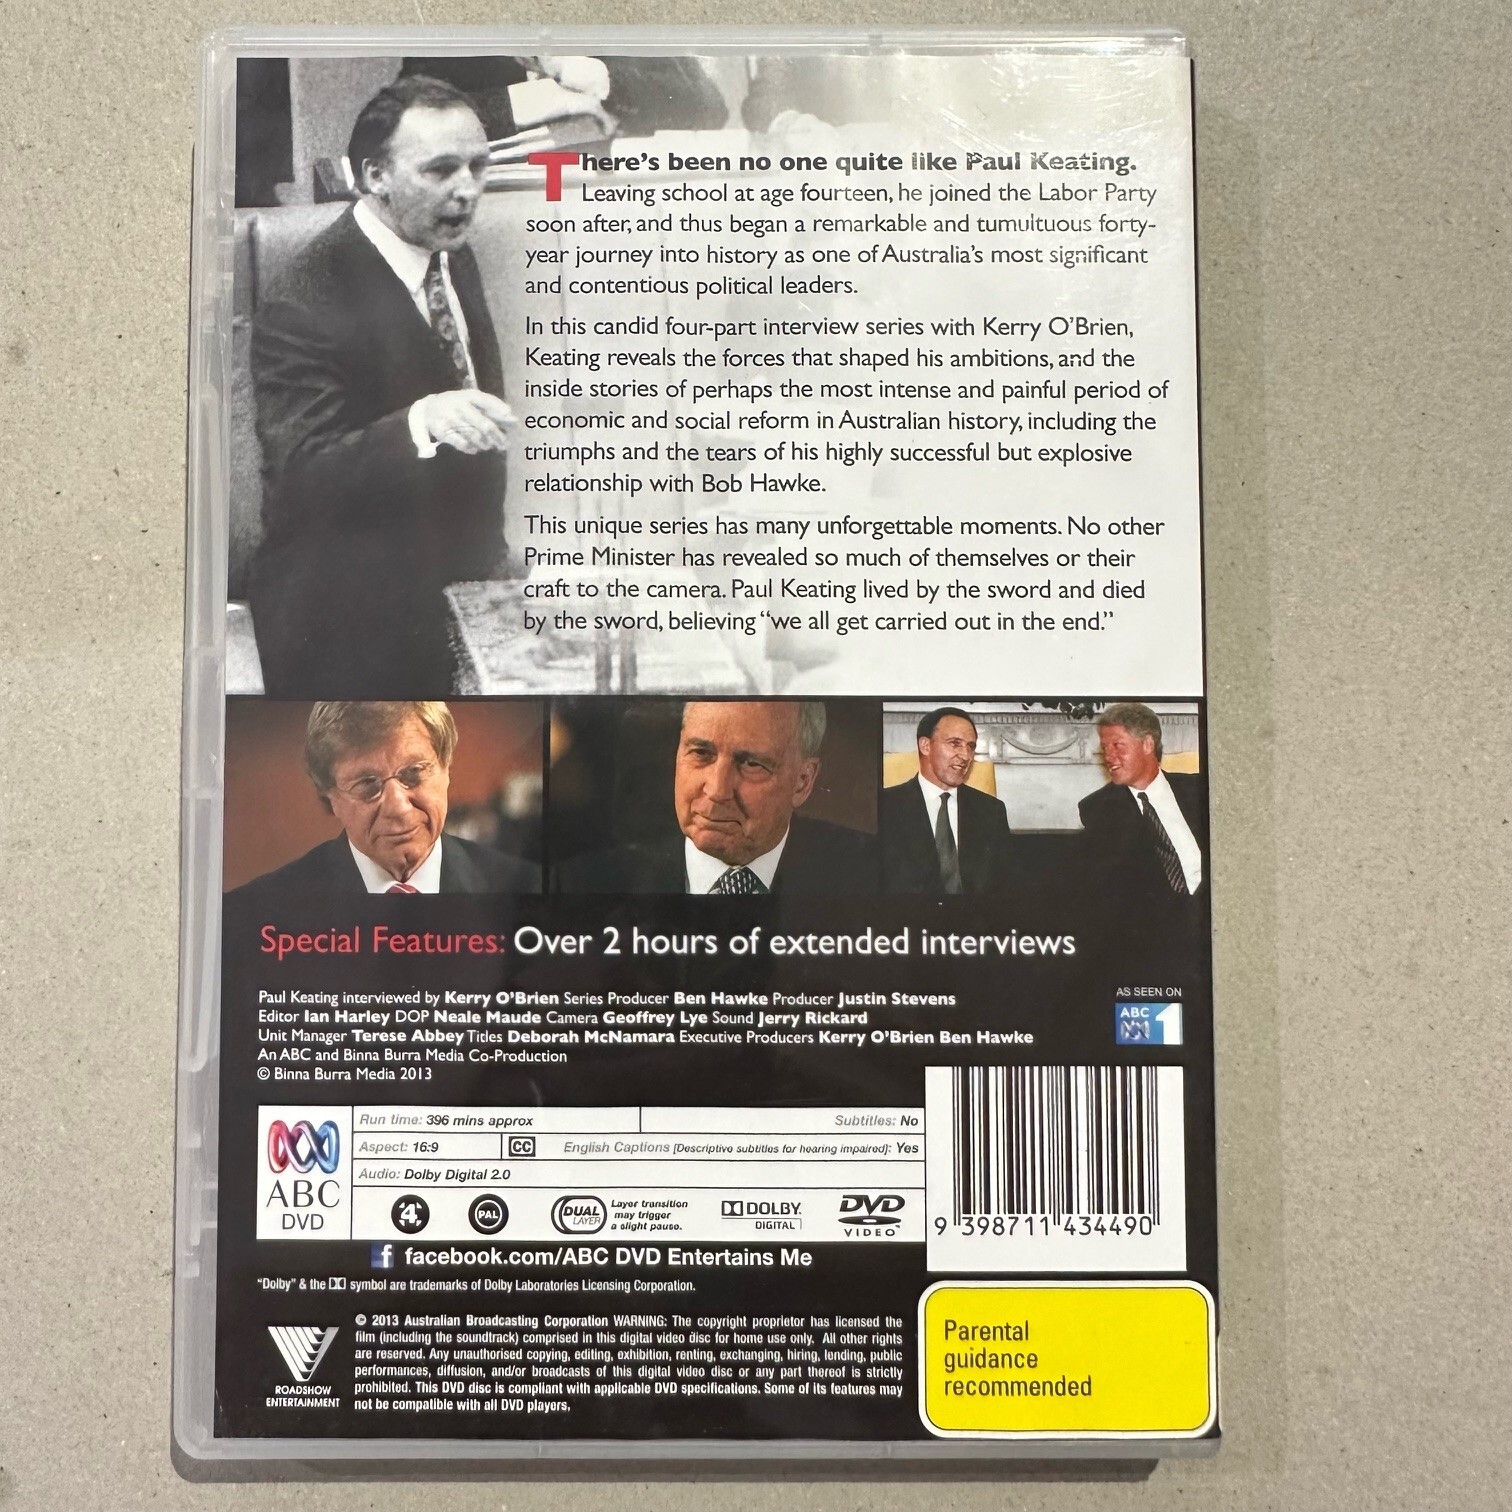 There's been no one quite like Paul Keating.
Leaving school at age fourteen, he joined the Labor Party
soon after, and thus began a remarkable and tumultuous forty-
year journey into history as one of Australia's most significant
and contentious political leaders.
In this candid four-part interview series with Kerry O'Brien,
Keating reveals the forces that shaped his ambitions, and the
inside stories of perhaps the most intense and painful period of
economic and social reform in Australian history, including the
triumphs and the tears of his highly successful but explosive
relationship with Bob Hawke.
This unique series has many unforgettable moments. No other
Prime Minister has revealed so much of themselves or their
craft to the camera. Paul Keating lived by the sword and died
by the sword, believing "we all get carried out in the end."
Special Features: Over 2 hours of extended interviews
Paul Keating interviewed by Kerry O'Brien Series Producer Ben Hawke Producer Justin Stevens
Editor Ian Harley DOP Neale Maude Camera Geoffrey Lye Sound Jerry Rickard
Unit Manager Terese Abbey Titles Deborah McNamara Executive Producers Kerry O'Brien Ben Hawke
An ABC and Binna Burra Media Co-Production
© Binna Burra Media 2013
AS SEEN ON
ABC 1
ABC
DVD
Run time: 396 mins approx
Subtitles: No
Aspect: 16:9
CC
English Captions [Descriptive subtitles for hearing impaired]: Yes
Audio: Dolby Digital 2.0
4
PAL
DUAL
LAYER
Layer transition
may trigger
a slight pause.
DOLBY
DIGITAL
DVD
VIDEO
9 398711 434490
f facebook.com/ABC DVD Entertains Me
"Dolby" & the symbol are trademarks of Dolby Laboratories Licensing Corporation.
ROADSHOW
ENTERTAINMENT
© 2013 Australian Broadcasting Corporation WARNING: The copyright proprietor has licensed the
film (including the soundtrack) comprised in this digital video disc for home use only. All other rights
are reserved. Any unauthorised copying, editing, exhibition, renting, exchanging, hiring, lending, public
performances, diffusion, and/or broadcasts of this digital video disc or any part thereof is strictly
prohibited. This DVD disc is compliant with applicable DVD specifications. Some of its features may
not be compatible with all DVD players.
Parental
guidance
recommended